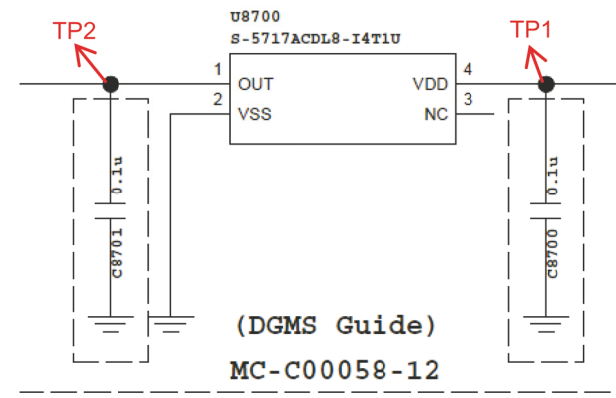 U8700
S-5717ACDL8-I4T1U
TP2
TP1
1
4
OUT
VDD
2
3
VSS
NC
0.1u
0.1u
C8701
C8700
(DGMS Guide)
MC-C00058-12